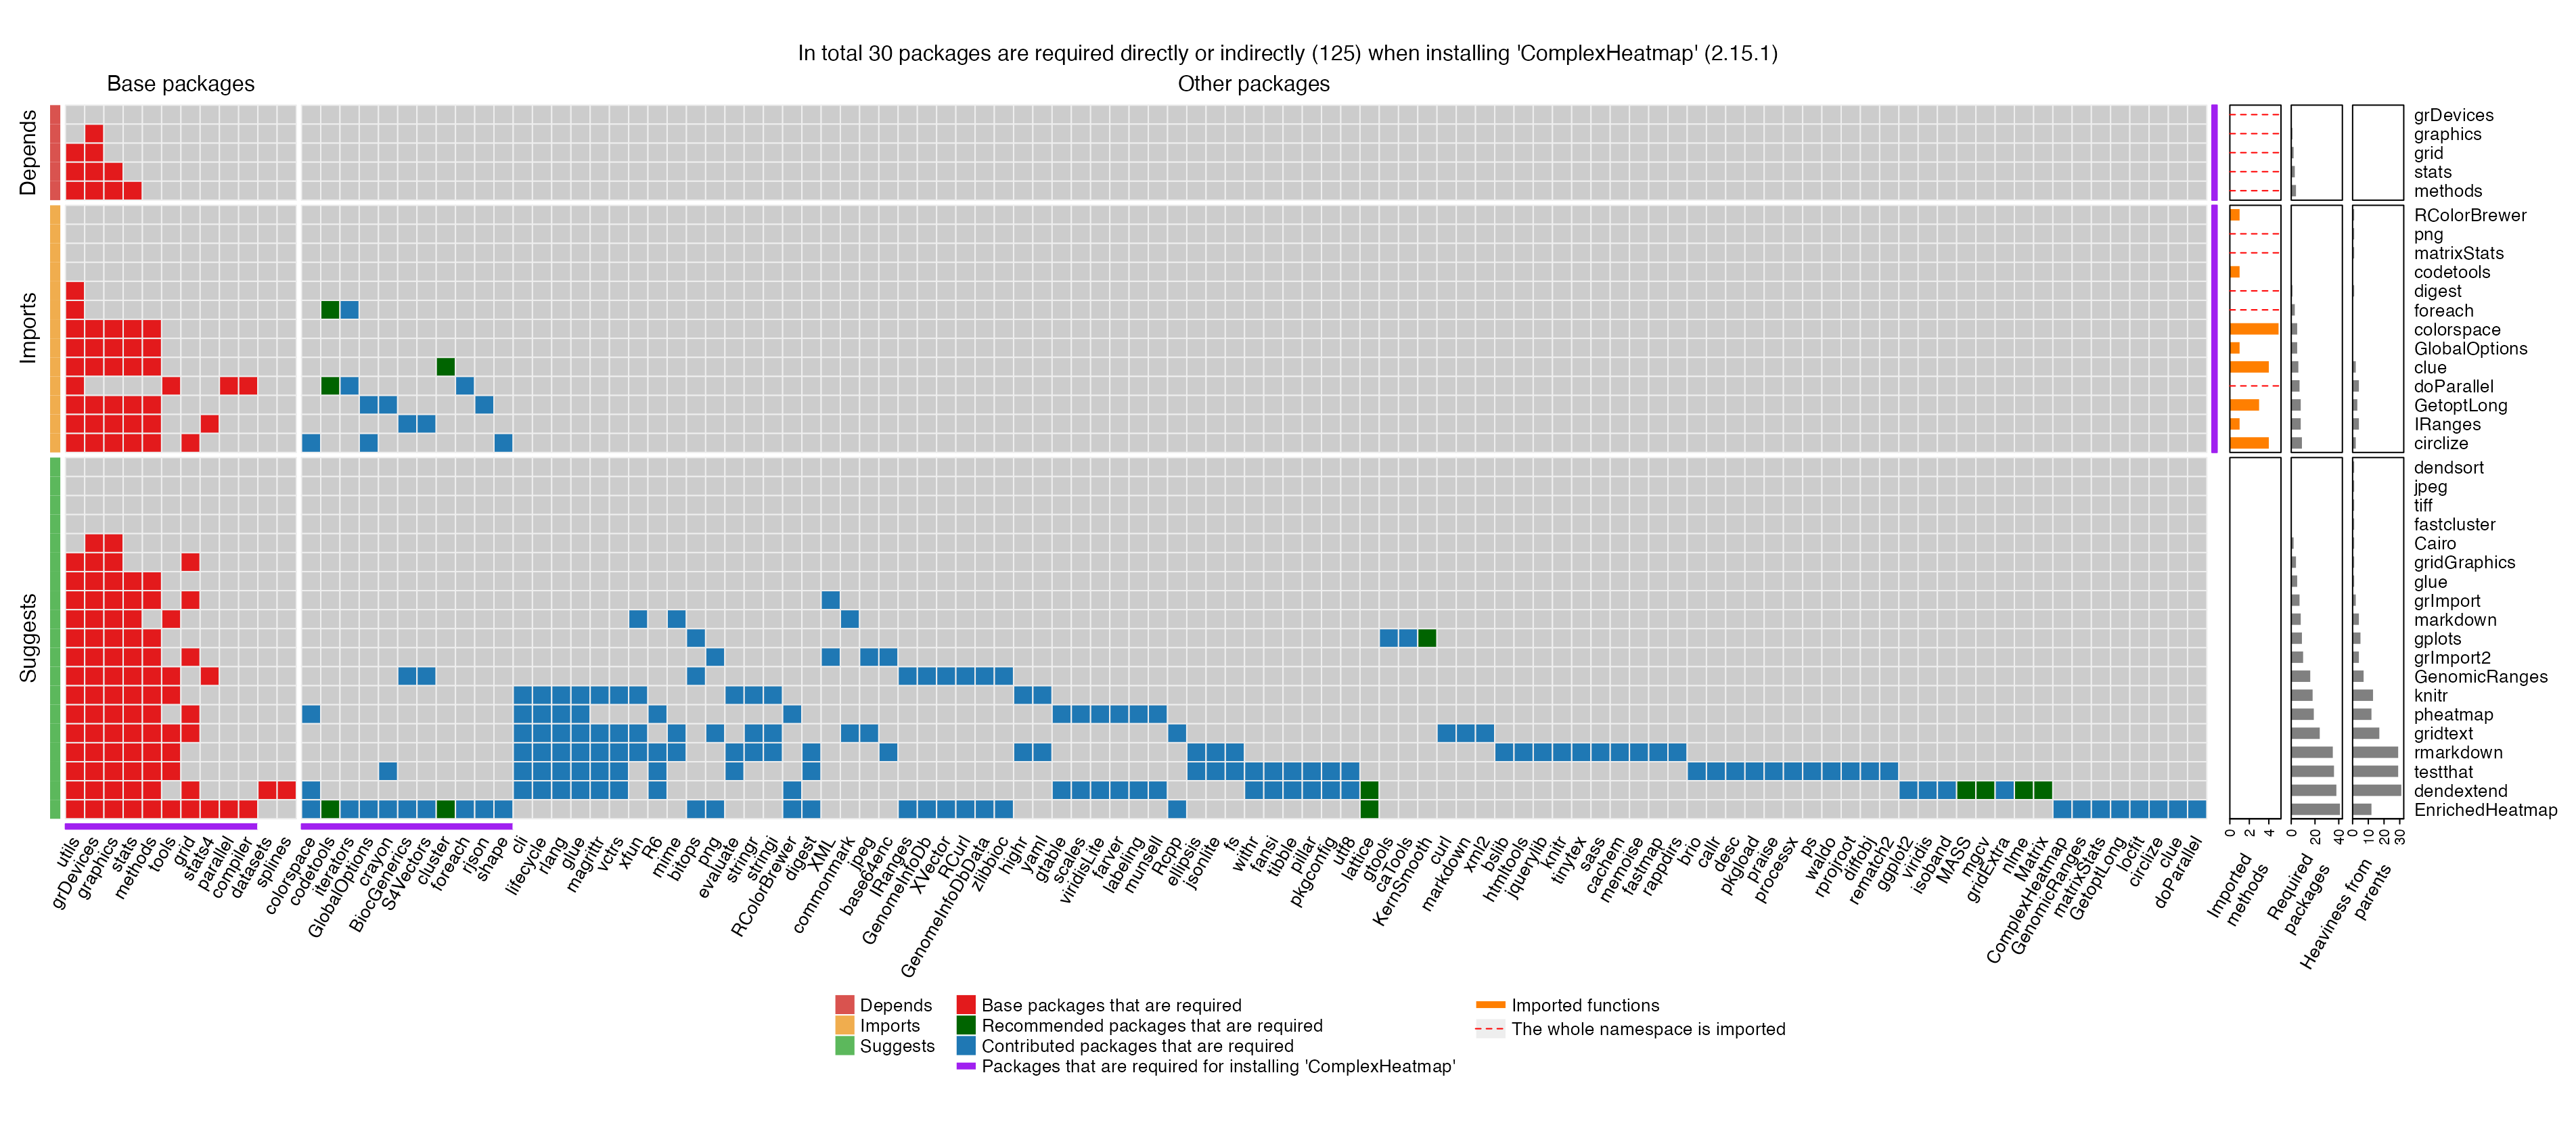 In total 30 packages are required directly or indirectly (125) when installing 'ComplexHeatmap' (2.15.1)
Base packages
Other packages
Depends
grDevices
graphics
grid
stats
methods
Imports
RColorBrewer
png
matrixStats
codetools
digest
foreach
colorspace
GlobalOptions
clue
doParallel
GetoptLong
IRanges
circlize
Suggests
dendsort
jpeg
tiff
fastcluster
Cairo
gridGraphics
glue
grImport
markdown
gplots
grImport2
GenomicRanges
knitr
pheatmap
gridtext
rmarkdown
testthat
dendextend
EnrichedHeatmap
utils
grDevices
graphics
stats
methods
tools
grid
stats4
parallel
compiler
datasets
splines
colorspace
codetools
iterators
GlobalOptions
crayon
BiocGenerics
S4Vectors
cluster
foreach
rjson
shape
cli
lifecycle
rlang
glue
magrittr
vctrs
xfun
R6
mime
bitops
png
evaluate
stringr
stringi
RColorBrewer
digest
XML
commonmark
jpeg
base64enc
IRanges
GenomeInfoDb
XVector
RCurl
GenomeInfoDbData
zlibbioc
highr
yaml
gtable
scales
viridisLite
farver
labeling
munsell
Rcpp
ellipsis
jsonlite
fs
withr
fansi
tibble
pillar
pkgconfig
utf8
lattice
gtools
caTools
KernSmooth
curl
markdown
xml2
bslib
htmltools
jquerylib
knitr
tinytex
sass
cachem
memoise
fastmap
rappdirs
brio
callr
desc
pkgload
praise
processx
ps
waldo
rprojroot
diffobj
rematch2
ggplot2
viridis
isoband
MASS
mgcv
gridExtra
nlme
Matrix
ComplexHeatmap
GenomicRanges
matrixStats
GetoptLong
locfit
circlize
clue
doParallel
0 2 4
Imported
methods
0 20 40
Required
packages
0 10 20 30
Heaviness from
parents
Depends
Imports
Suggests
Base packages that are required
Recommended packages that are required
Contributed packages that are required
Packages that are required for installing 'ComplexHeatmap'
Imported functions
The whole namespace is imported